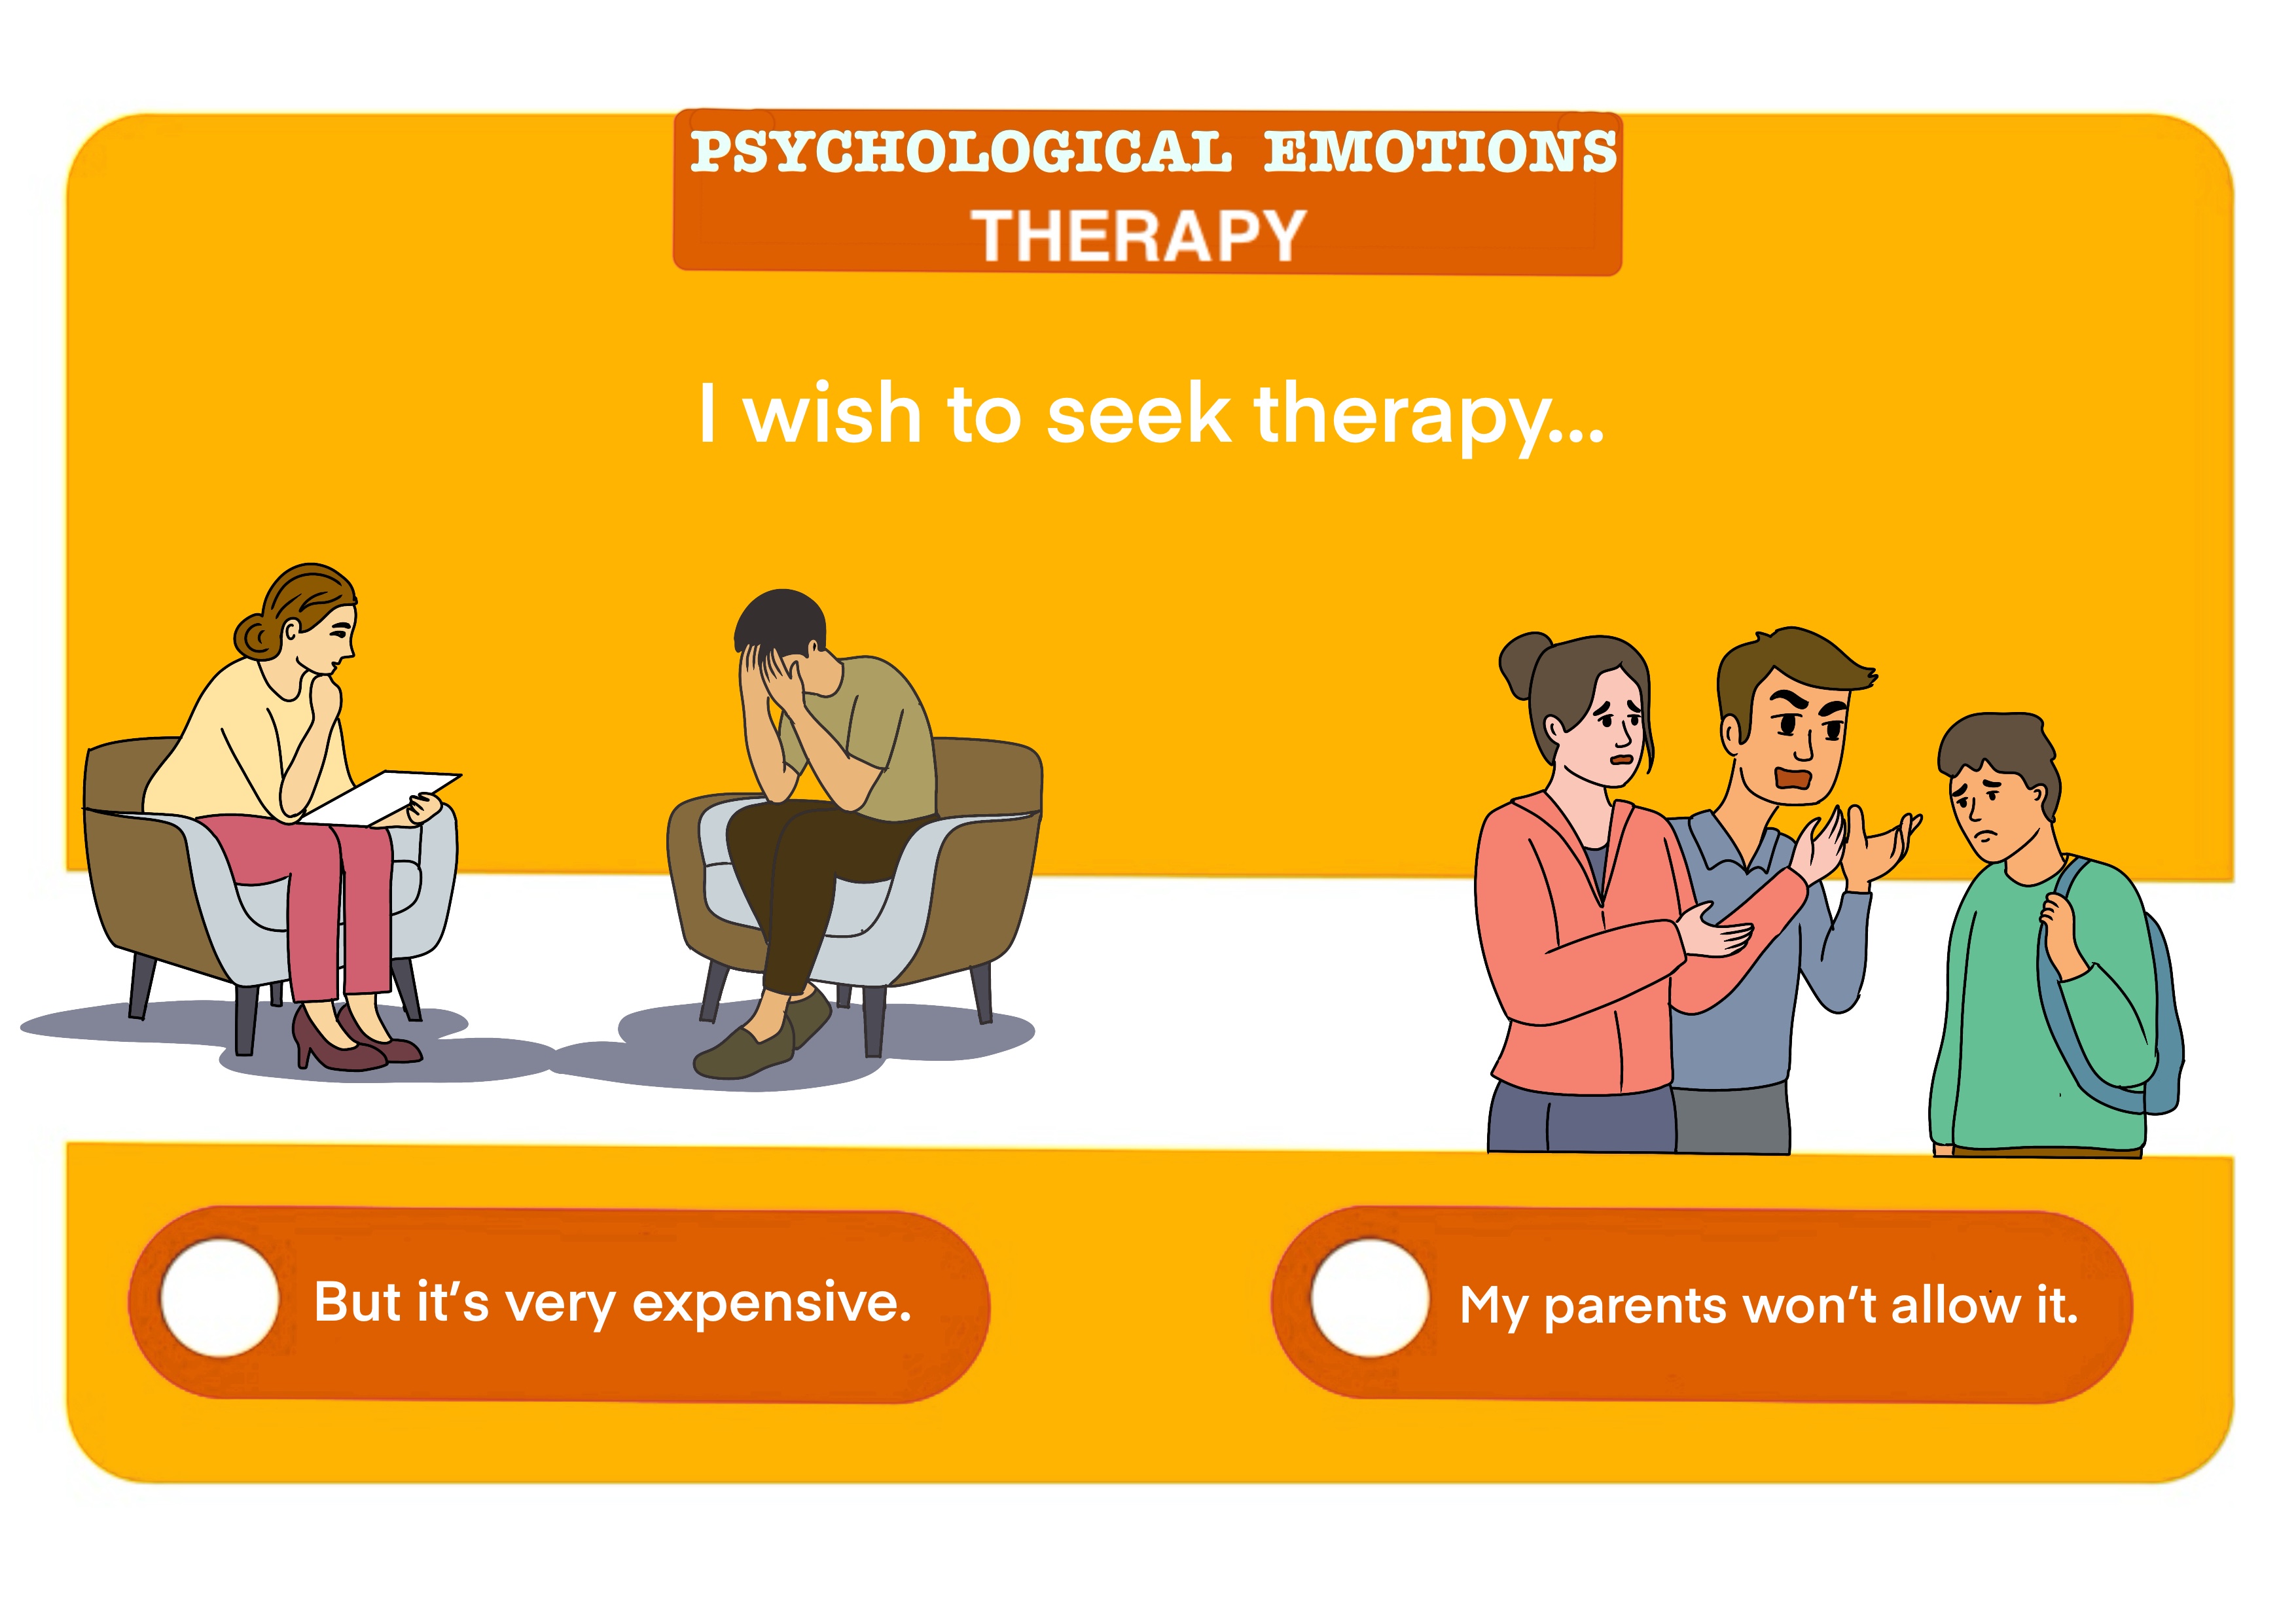 PSYCHOLOGICAL EMOTIONS
THERAPY
I wish to seek therapy...
But it's very expensive.
My parents won't allow it.